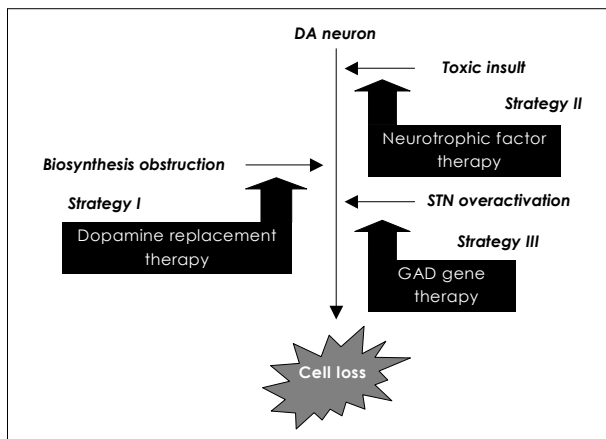 DA neuron
Toxic insult
Strategy II
Neurotrophic factor
therapy
Biosynthesis obstruction
Strategy I
Dopamine replacement
therapy
STN overactivation
Strategy III
GAD gene
therapy
Cell loss